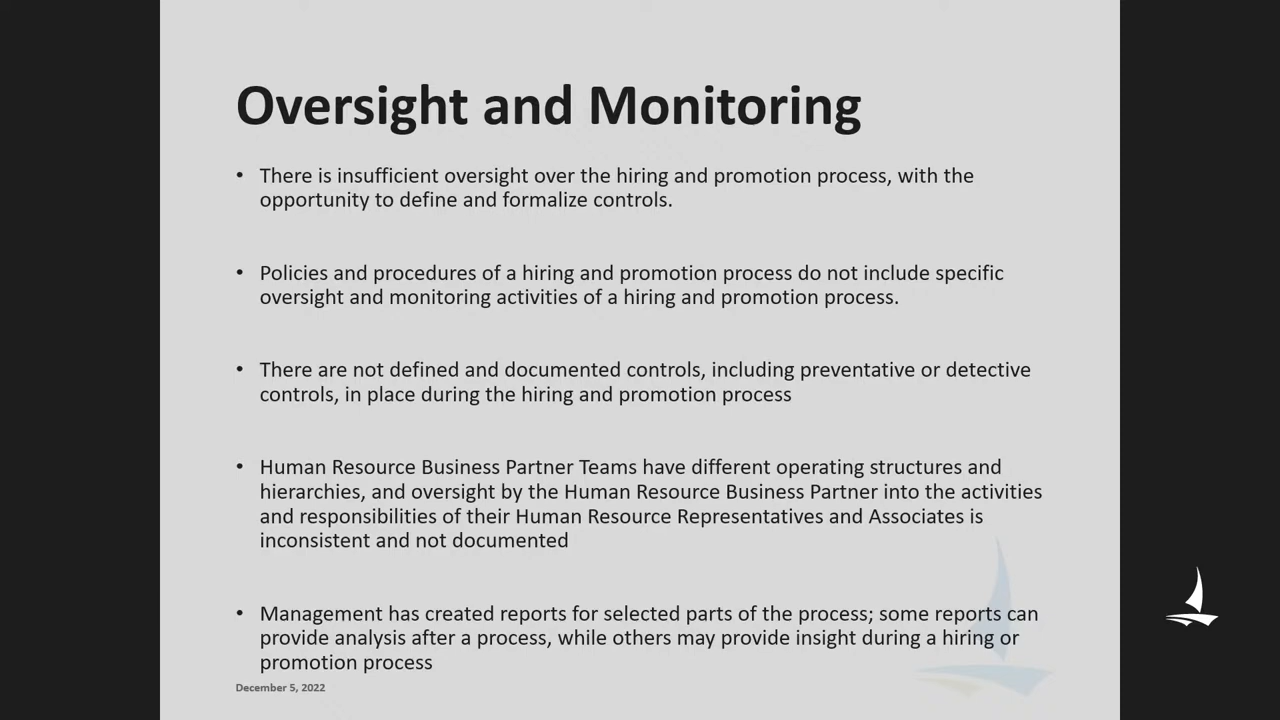 Oversight and Monitoring
• There is insufficient oversight over the hiring and promotion process, with the
opportunity to define and formalize controls.
• Policies and procedures of a hiring and promotion process do not include specific
oversight and monitoring activities of a hiring and promotion process.
• There are not defined and documented controls, including preventative or detective
controls, in place during the hiring and promotion process
• Human Resource Business Partner Teams have different operating structures and
hierarchies, and oversight by the Human Resource Business Partner into the activities
and responsibilities of their Human Resource Representatives and Associates is
inconsistent and not documented
• Management has created reports for selected parts of the process; some reports can
provide analysis after a process, while others may provide insight during a hiring or
promotion process
December 5, 2022